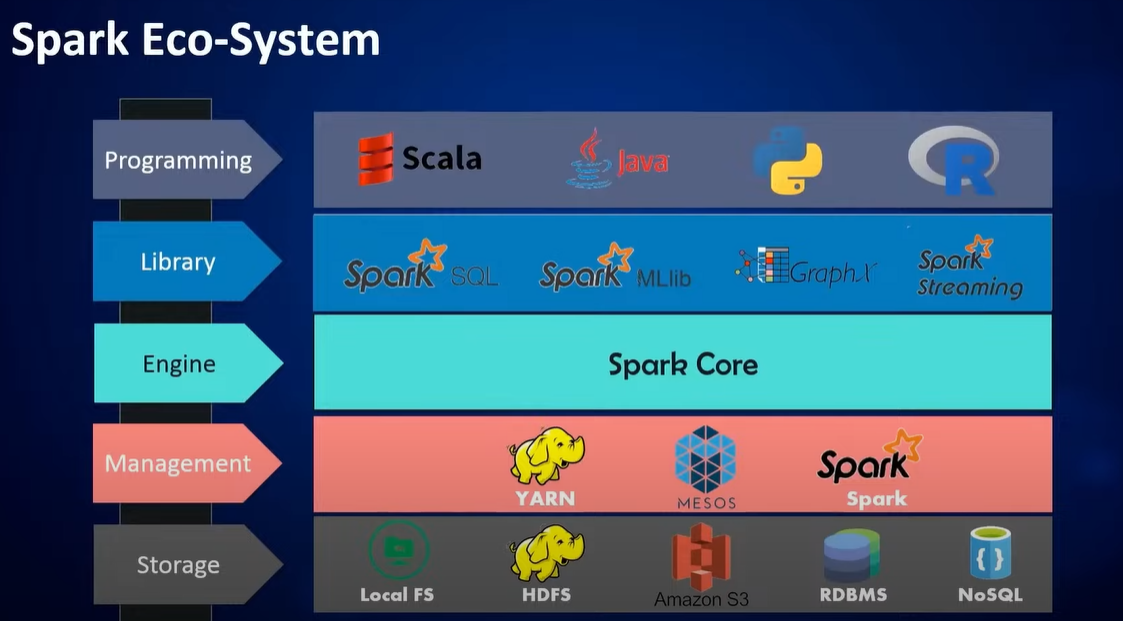 Spark Eco-System
Programming
Scala
Java
R
Library
Spark SQL
Spark MLlib
GraphX
Spark
Streaming
Engine
Spark Core
Management
YARN
MESOS
Spark
Spark
Storage
Local FS
HDFS
Amazon S3
RDBMS
{ }
NoSQL